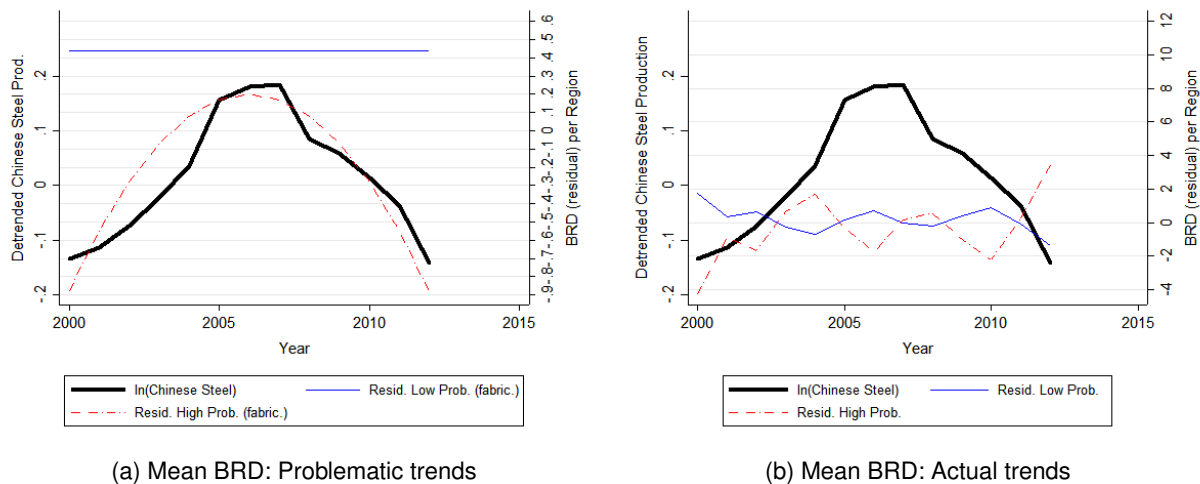 Detrended Chinese Steel Prod.
-.2 -.1 0 .1 .2
-.9-.8-.7-.6-.5-.4-.3-.2-.1 0 .1 .2 .3 .4 .5 .6
BRD (residual) per Region
2000 2005 2010 2015
Year
ln(Chinese Steel) Resid. Low Prob. (fabric.)
Resid. High Prob. (fabric.)
(a) Mean BRD: Problematic trends
Detrended Chinese Steel Production
-.2 -.1 0 .1 .2
-4 -2 0 2 4 6 8 10 12
BRD (residual) per Region
2000 2005 2010 2015
Year
ln(Chinese Steel) Resid. Low Prob.
Resid. High Prob.
(b) Mean BRD: Actual trends